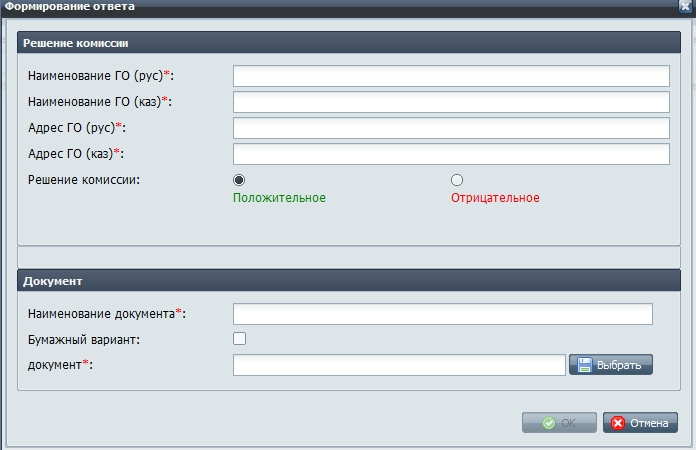 Формирование ответа
Решение комиссии
Наименование ГО (рус)*:
Наименование ГО (каз)*:
Адрес ГО (рус)*:
Адрес ГО (каз)*:
Решение комиссии:
Положительное Отрицательное
Документ
Наименование документа*:
Бумажный вариант:
документ*: Выбрать
ОК Отмена